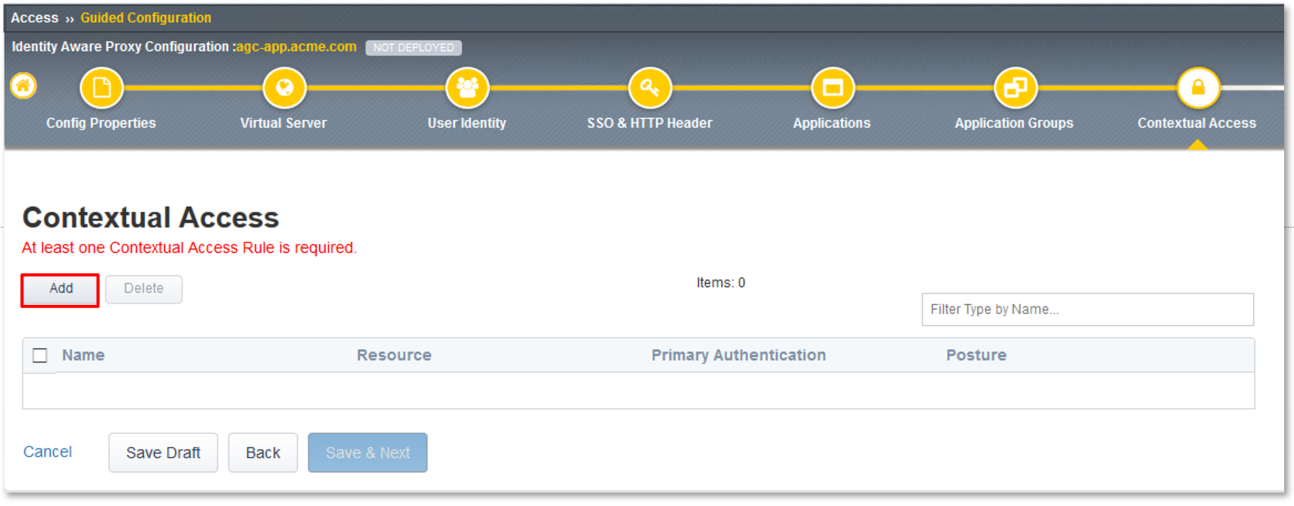 Access ›› Guided Configuration
Identity Aware Proxy Configuration :agc-app.acme.com NOT DEPLOYED
Config Properties Virtual Server User Identity SSO & HTTP Header Applications Application Groups Contextual Access
Contextual Access
At least one Contextual Access Rule is required.
Add Delete Items: 0
Filter Type by Name...
Name Resource Primary Authentication Posture
Cancel Save Draft Back Save & Next